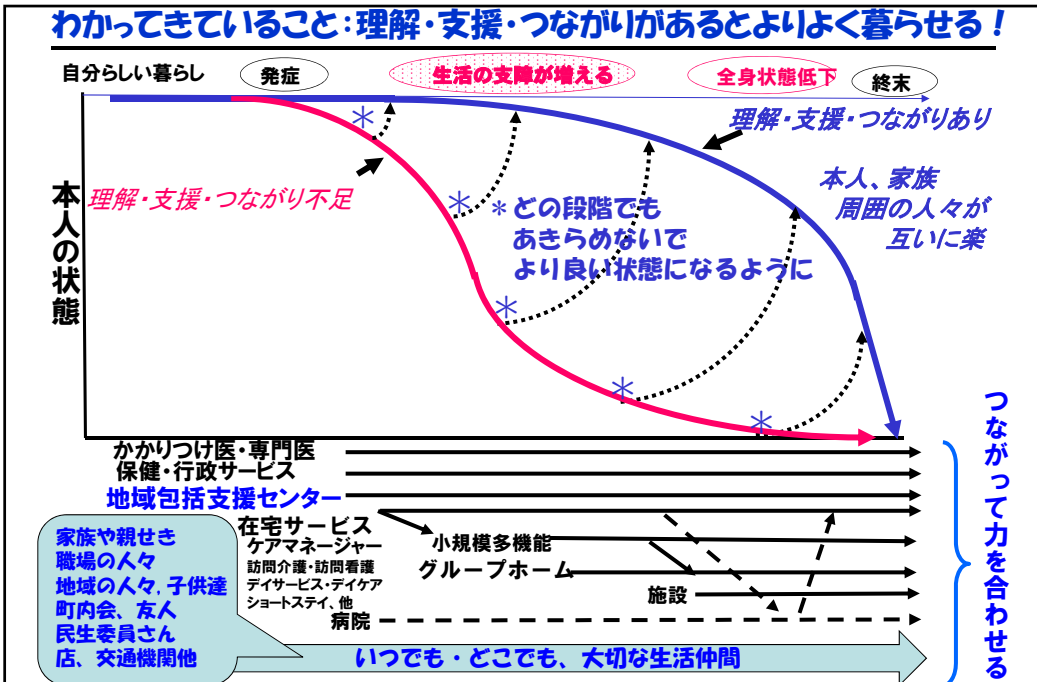 わかってきていること:理解・支援・つながりがあるとよりよく暮らせる!
自分らしい暮らし
発症
生活の支障が増える
全身状態低下
終末
理解・支援・つながりあり
本人の状態
理解・支援・つながり不足
*どの段階でも
あきらめないで
より良い状態になるように
本人、家族
周囲の人々が
互いに楽
*
*
*
*
*
かかりつけ医・専門医
保健・行政サービス
地域包括支援センター
在宅サービス
ケアマネージャー
訪問介護・訪問看護
デイサービス・デイケア
ショートステイ、他
小規模多機能
グループホーム
施設
病院
家族や親せき
職場の人々
地域の人々,子供達
町内会、友人
民生委員さん
店、交通機関他
いつでも・どこでも、大切な生活仲間
つながって力を合わせる